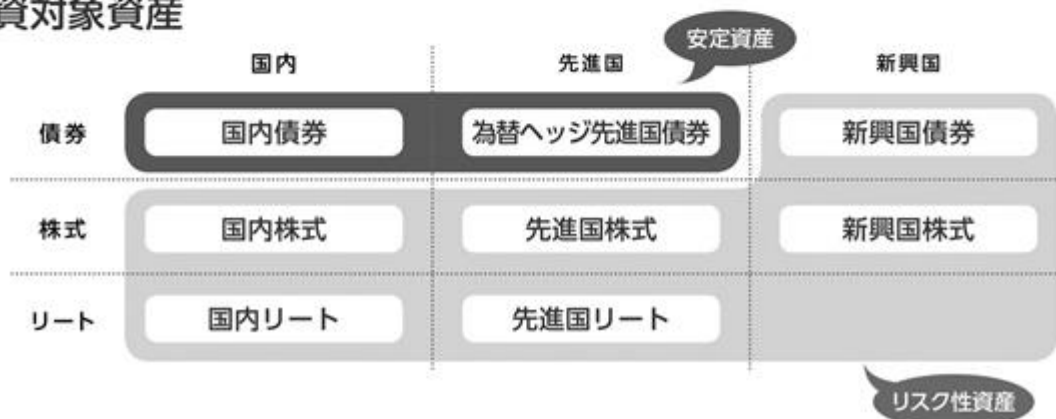 資対象資産
安定資産
国内 先進国 新興国
債券 国内債券 為替ヘッジ先進国債券 新興国債券
株式 国内株式 先進国株式 新興国株式
リート 国内リート 先進国リート
リスク性資産